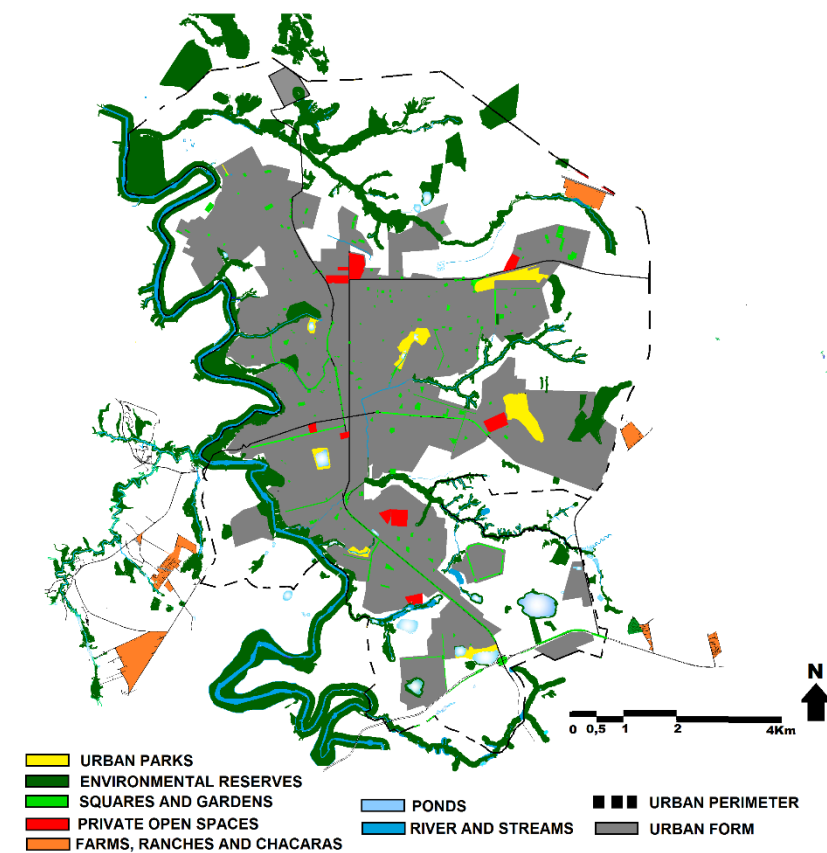 N
0 0,5 1 2 4Km
URBAN PARKS
ENVIRONMENTAL RESERVES
SQUARES AND GARDENS
PRIVATE OPEN SPACES
FARMS, RANCHES AND CHACARAS
PONDS
RIVER AND STREAMS
URBAN PERIMETER
URBAN FORM